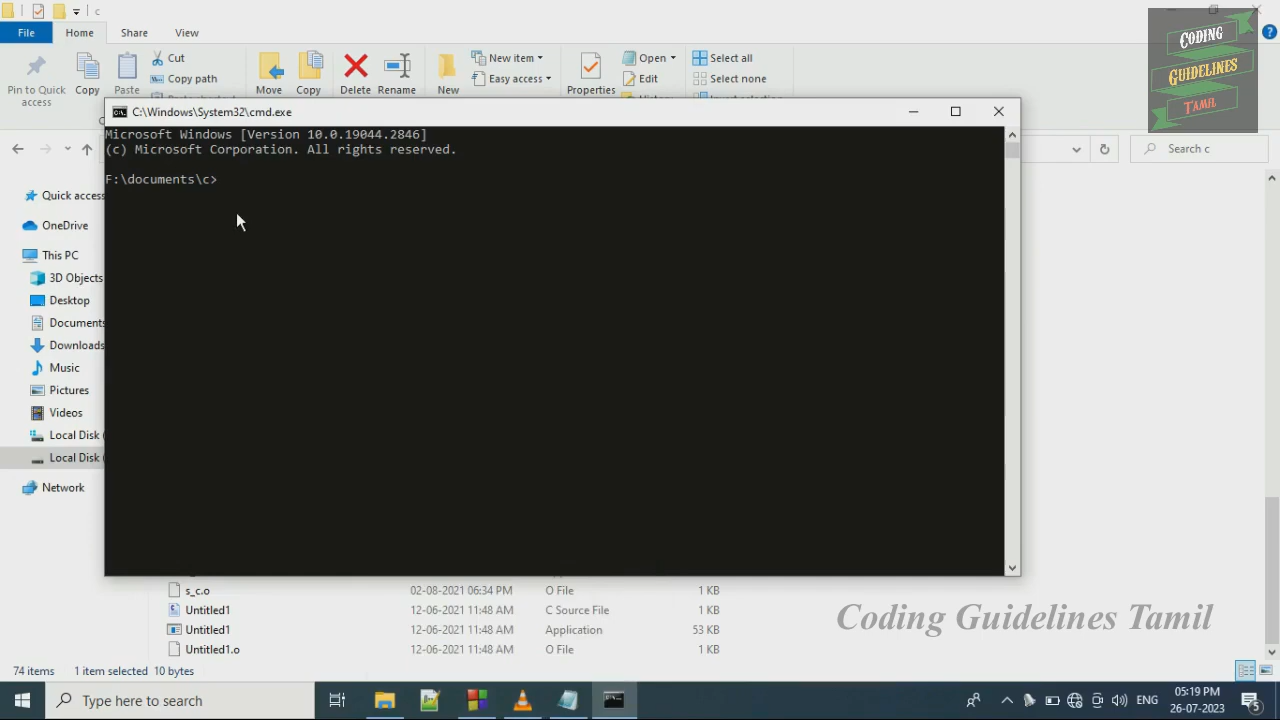 c
File
Home
Share
View
Pin to Quick access
Copy
Paste
Cut
Copy path
Move
Copy
Delete
Rename
New
New item
Easy access
Properties
Open
Edit
Select all
Select none
C:\Windows\System32\cmd.exe
Microsoft Windows [Version 10.0.19044.2846]
(c) Microsoft Corporation. All rights reserved.
F:\documents\c>
CODING
GUIDELINES
TAMIL
Search c
Quick access
OneDrive
This PC
3D Objects
Desktop
Documents
Downloads
Music
Pictures
Videos
Local Disk (
Local Disk (
Network
s_c.o 02-08-2021 06:34 PM O File 1 KB
Untitled1 12-06-2021 11:48 AM C Source File 1 KB
Untitled1 12-06-2021 11:48 AM Application 53 KB
Untitled1.o 12-06-2021 11:48 AM O File 1 KB
Coding Guidelines Tamil
74 items 1 item selected 10 bytes
Type here to search
ENG
05:19 PM
26-07-2023
5